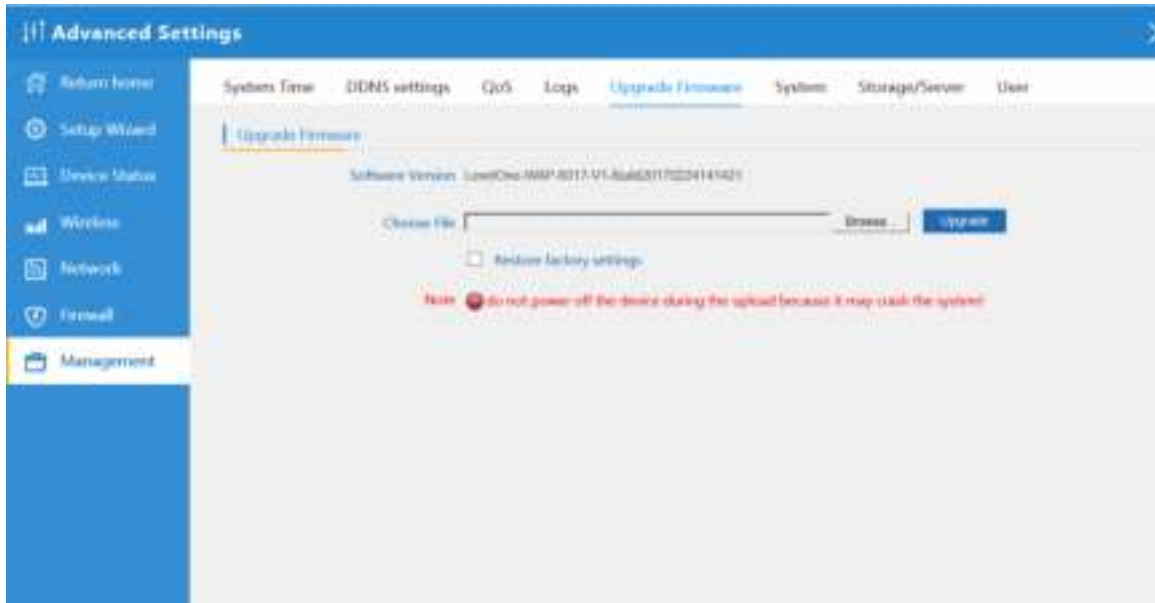 Advanced Settings
Return home
Setup Wizard
Device Status
Wireless
Network
Firewall
Management
System Time DDNS settings QoS Logs Upgrade Firmware System Storage/Server User
Upgrade Firmware
Software Version
Choose File Browse... Upgrade
Restore factory settings
Note do not power off the device during the upload because it may crash the system!